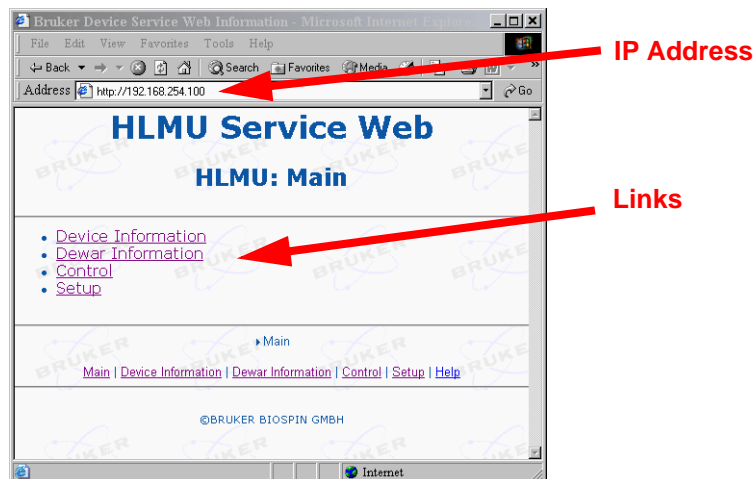 Bruker Device Service Web Information - Microsoft Internet Explore
File Edit View Favorites Tools Help
Back Search Favorites Media »
Address http://192.168.254.100 Go
IP Address
HLMU Service Web
HLMU: Main
Links
• Device Information
• Dewar Information
• Control
• Setup
Main
Main | Device Information | Dewar Information | Control | Setup | Help
©BRUKER BIOSPIN GMBH
Internet